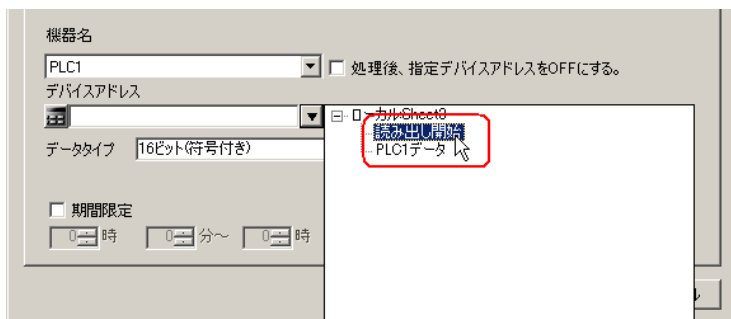 機器名
PLC1
処理後、指定デバイスアドレスをOFFにする。
デバイスアドレス
ローカルSheet3
読み出し開始
データタイプ
16ビット(符号付き)
PLC1データ
期間限定
0 時 0 分～ 0 時
ル